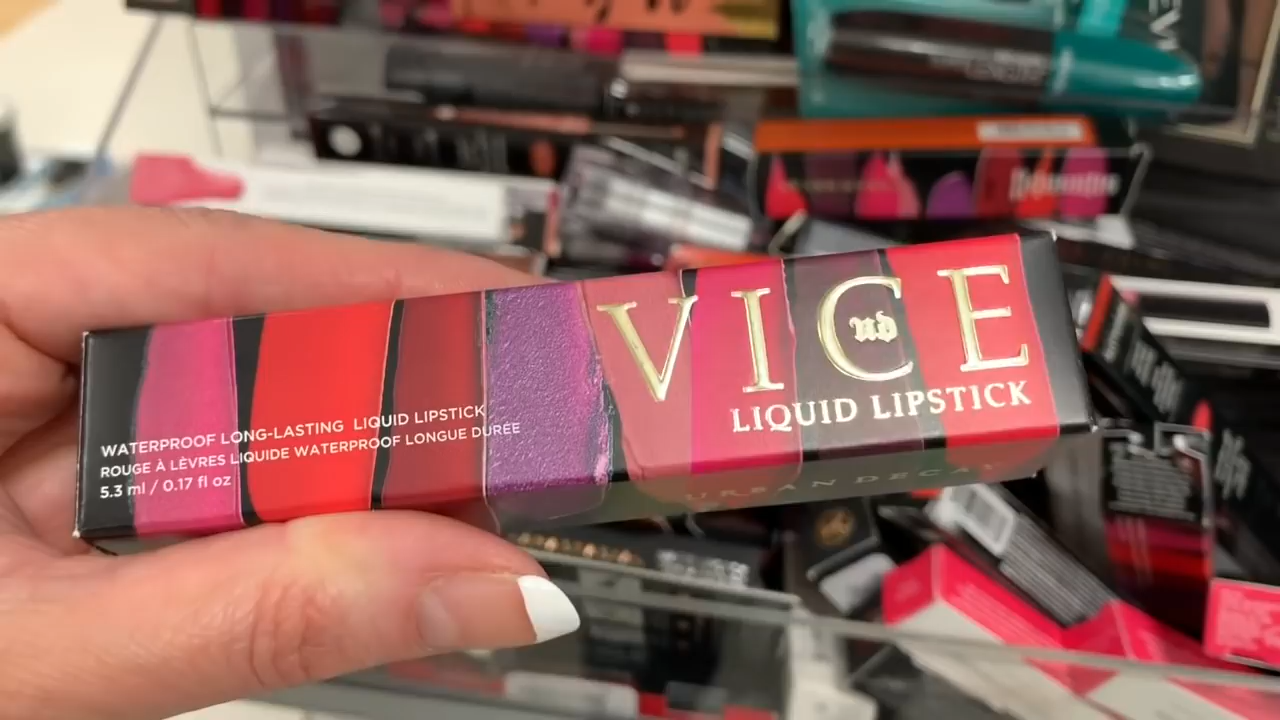 VICE
ud
LIQUID LIPSTICK
WATERPROOF LONG-LASTING LIQUID LIPSTICK
ROUGE À LÈVRES LIQUIDE WATERPROOF LONGUE DURÉE
5.3 ml / 0.17 fl oz
URBAN DECAY